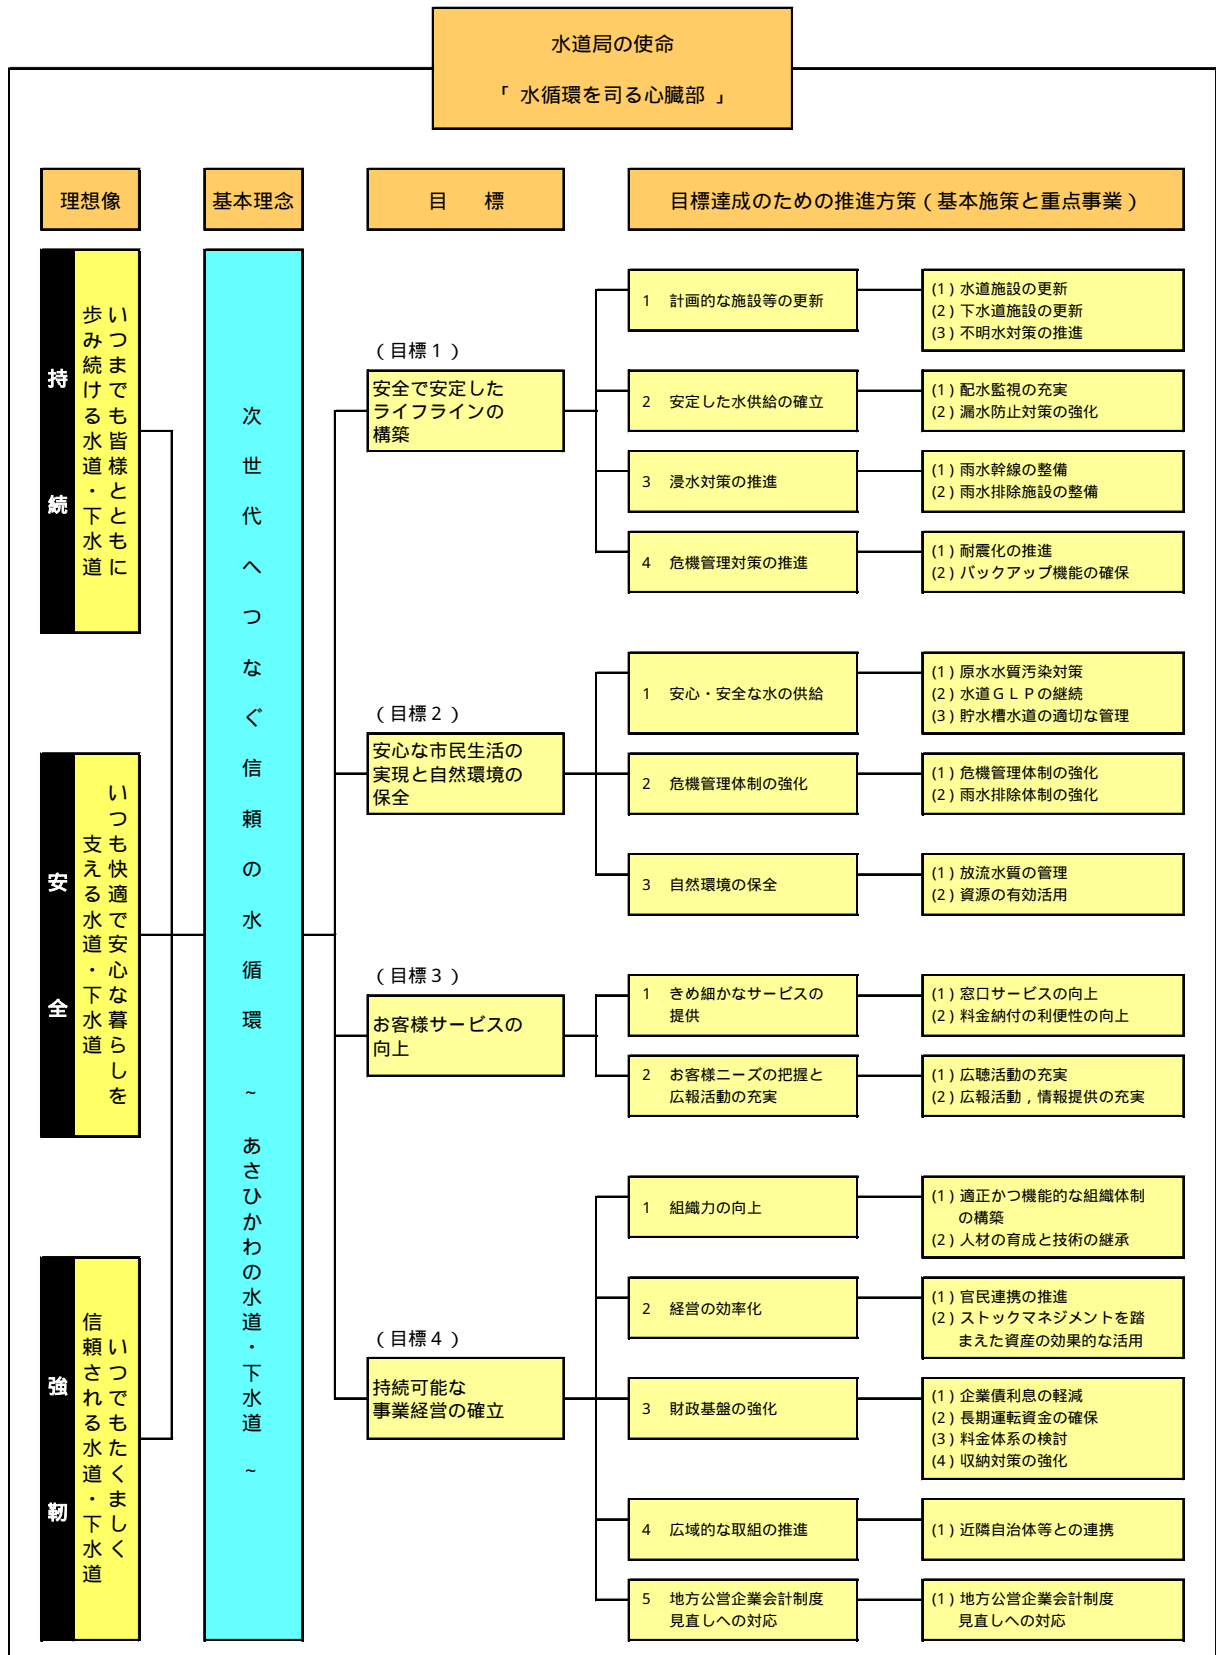 水道局の使命
「 水循環を司る心臓部 」
理想像
基本理念
目　標
目標達成のための推進方策（基本施策と重点事業）
持続
いつまでも皆様とともに
歩み続ける水道・下水道
安全
いつも快適で安心な暮らしを
支える水道・下水道
強靭
いつでもたくましく
信頼される水道・下水道
次世代へつなぐ信頼の水循環　~　あさひかわの水道・下水道　~
（目標１）
安全で安定した
ライフラインの
構築
1　計画的な施設等の更新
(1) 水道施設の更新
(2) 下水道施設の更新
(3) 不明水対策の推進
2　安定した水供給の確立
(1) 配水監視の充実
(2) 漏水防止対策の強化
3　浸水対策の推進
(1) 雨水幹線の整備
(2) 雨水排除施設の整備
4　危機管理対策の推進
(1) 耐震化の推進
(2) バックアップ機能の確保
（目標２）
安心な市民生活の
実現と自然環境の
保全
1　安心・安全な水の供給
(1) 原水水質汚染対策
(2) 水道ＧＬＰの継続
(3) 貯水槽水道の適切な管理
2　危機管理体制の強化
(1) 危機管理体制の強化
(2) 雨水排除体制の強化
3　自然環境の保全
(1) 放流水質の管理
(2) 資源の有効活用
（目標３）
お客様サービスの
向上
1　きめ細かなサービスの
提供
(1) 窓口サービスの向上
(2) 料金納付の利便性の向上
2　お客様ニーズの把握と
広報活動の充実
(1) 広聴活動の充実
(2) 広報活動，情報提供の充実
（目標４）
持続可能な
事業経営の確立
1　組織力の向上
(1) 適正かつ機能的な組織体制
の構築
(2) 人材の育成と技術の継承
2　経営の効率化
(1) 官民連携の推進
(2) ストックマネジメントを踏
まえた資産の効果的な活用
3　財政基盤の強化
(1) 企業債利息の軽減
(2) 長期運転資金の確保
(3) 料金体系の検討
(4) 収納対策の強化
4　広域的な取組の推進
(1) 近隣自治体等との連携
5　地方公営企業会計制度
見直しへの対応
(1) 地方公営企業会計制度
見直しへの対応